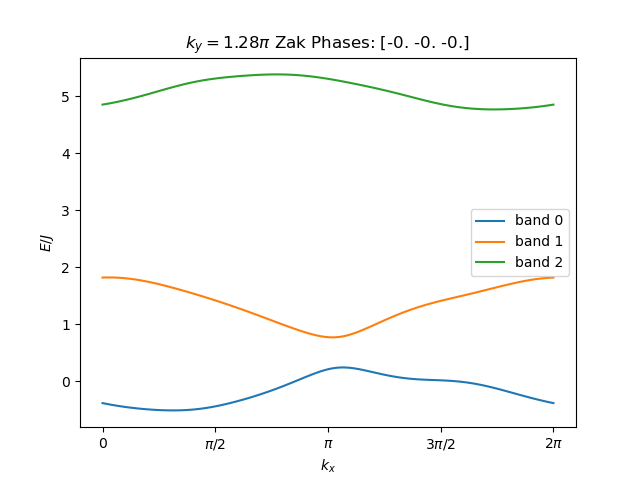 k_y = 1.28π Zak Phases: [-0. -0. -0.]
E/J
5
4
3
2
1
0
band 0
band 1
band 2
0
π/2
π
3π/2
2π
k_x